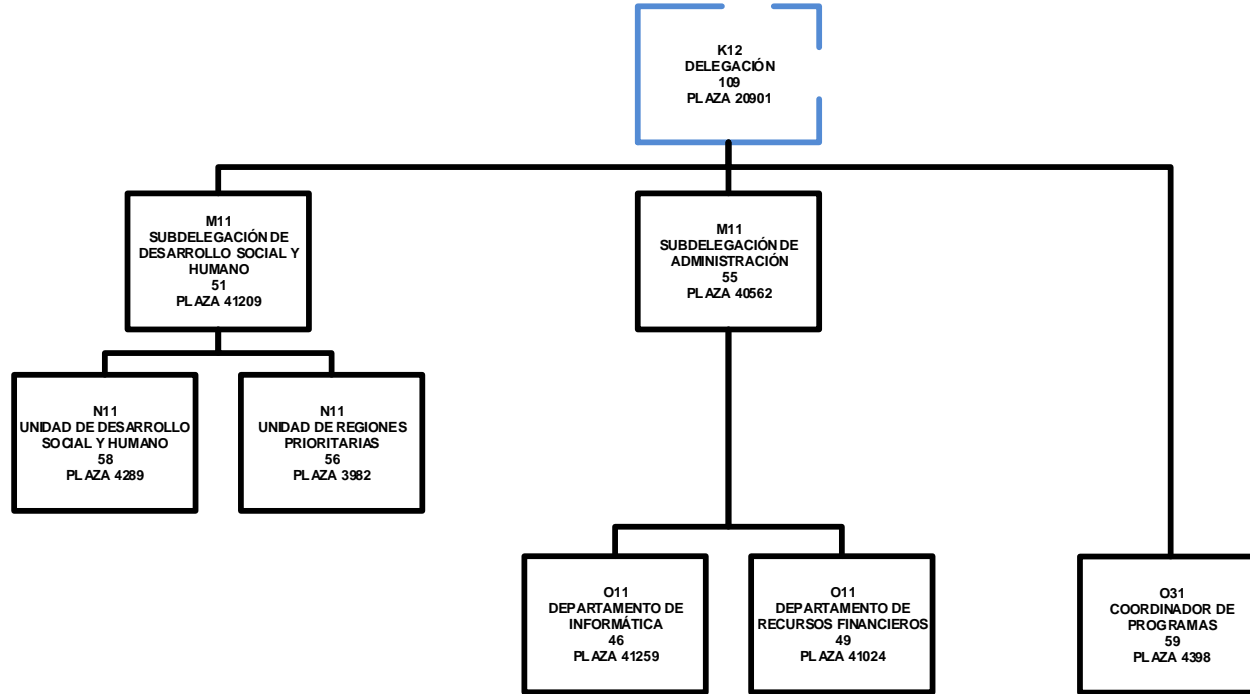 K12
DELEGACIÓN
109
PLAZA 20901
M11
SUBDELEGACIÓN DE
DESARROLLO SOCIAL Y
HUMANO
51
PLAZA 41209
M11
SUBDELEGACIÓN DE
ADMINISTRACIÓN
55
PLAZA 40562
N11
UNIDAD DE DESARROLLO
SOCIAL Y HUMANO
58
PLAZA 4289
N11
UNIDAD DE REGIONES
PRIORITARIAS
56
PLAZA 3982
O11
DEPARTAMENTO DE
INFORMÁTICA
46
PLAZA 41259
O11
DEPARTAMENTO DE
RECURSOS FINANCIEROS
49
PLAZA 41024
O31
COORDINADOR DE
PROGRAMAS
59
PLAZA 4398